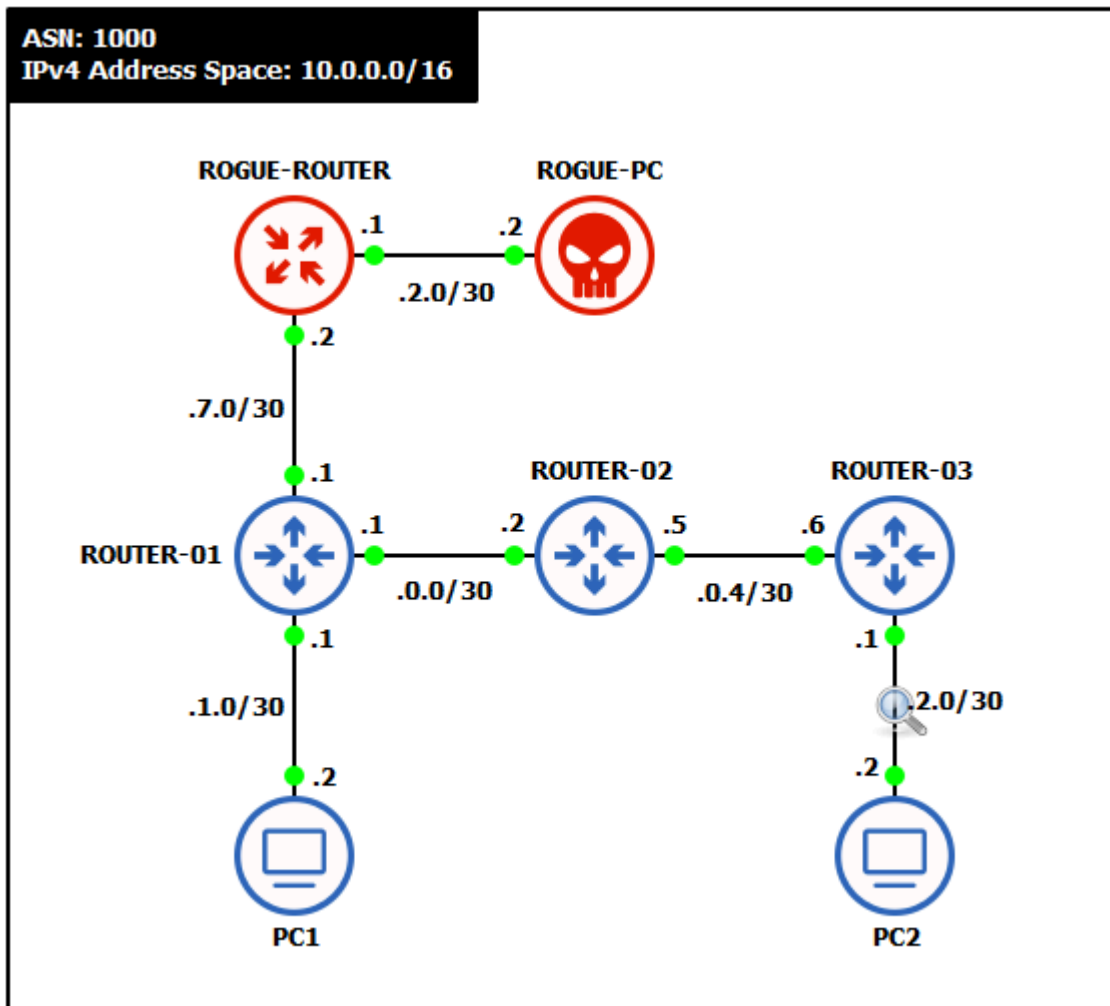 ASN: 1000
IPv4 Address Space: 10.0.0.0/16
ROGUE-ROUTER
ROGUE-PC
.1
.2
.2.0/30
.2
.7.0/30
.1
ROUTER-02
ROUTER-03
ROUTER-01
.1
.2
.5
.6
.0.0/30
.0.4/30
.1
.1
.1.0/30
.2.0/30
.2
.2
PC1
PC2